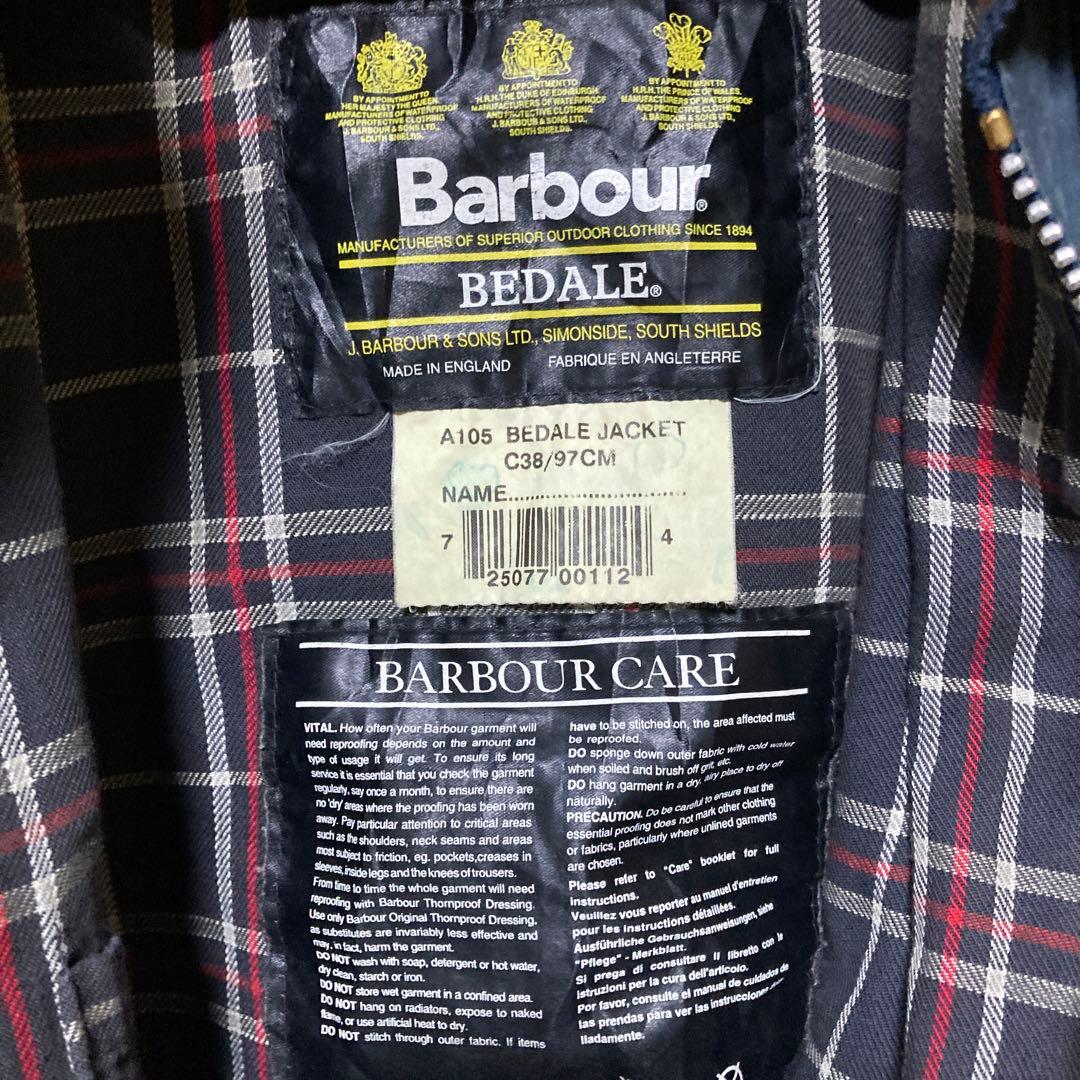 BY APPOINTMENT TO
HER MAJESTY THE QUEEN
MANUFACTURERS OF WATERPROOF
AND PROTECTIVE CLOTHING
J. BARBOUR & SONS LTD.,
SOUTH SHIELDS.
BY APPOINTMENT TO
H.R.H. THE DUKE OF EDINBURGH
MANUFACTURERS OF WATERPROOF
AND PROTECTIVE CLOTHING
J. BARBOUR & SONS LTD.,
SOUTH SHIELDS.
BY APPOINTMENT TO
H.R.H. THE PRINCE OF WALES.
MANUFACTURERS OF WATERPROOF
AND PROTECTIVE CLOTHING
J. BARBOUR & SONS LTD.,
SOUTH SHIELDS.
Barbour®
MANUFACTURERS OF SUPERIOR OUTDOOR CLOTHING SINCE 1894
BEDALE®
J. BARBOUR & SONS LTD., SIMONSIDE, SOUTH SHIELDS
MADE IN ENGLAND FABRIQUE EN ANGLETERRE
A105 BEDALE JACKET
C38/97CM
NAME................................
7 25077 00112 4
BARBOUR CARE
VITAL. How often your Barbour garment will
need reproofing depends on the amount and
type of usage it will get. To ensure its long
service it is essential that you check the garment
regularly, say once a month, to ensure there are
no 'dry' areas where the proofing has been worn
away. Pay particular attention to critical areas
such as the shoulders, neck seams and areas
most subject to friction, eg. pockets, creases in
sleeves, inside legs and the knees of trousers.
From time to time the whole garment will need
reproofing with Barbour Thornproof Dressing.
Use only Barbour Original Thornproof Dressing,
as substitutes are invariably less effective and
may, in fact, harm the garment.
DO NOT wash with soap, detergent or hot water,
dry clean, starch or iron.
DO NOT store wet garment in a confined area.
DO NOT hang on radiators, expose to naked
flame, or use artificial heat to dry.
DO NOT stitch through outer fabric. If items
have to be stitched on, the area affected must
be reproofed.
DO sponge down outer fabric with cold water
when soiled and brush off grit, etc.
DO hang garment in a dry, airy place to dry off
naturally.
PRECAUTION. Do be careful to ensure that the
essential proofing does not mark other clothing
or fabrics, particularly where unlined garments
are chosen.
Please refer to "Care" booklet for full
instructions.
Veuillez vous reporter au manuel d'entretien
pour les instructions détaillées.
Ausführliche Gebrauchsanweisungen, siehe
"Pflege" - Merkblatt.
Si prega di consultare il libretto con le
istruzioni per la cura dell'articolo.
Por favor, consulte el manual de cuidados de
las prendas para ver las instrucciones
lladamente.